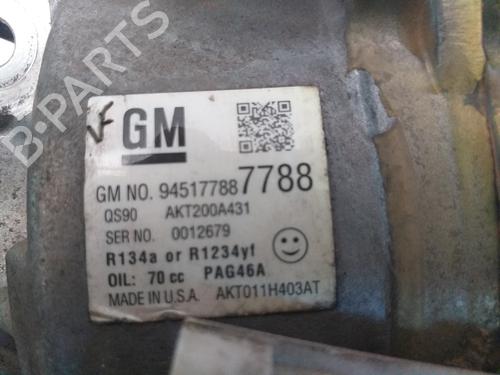 B-PARTS
GM
GM NO. 94517788 7788
QS90 AKT200A431
SER NO. 0012679
R134a or R1234yf
OIL: 70 cc PAG46A
MADE IN U.S.A. AKT011H403AT